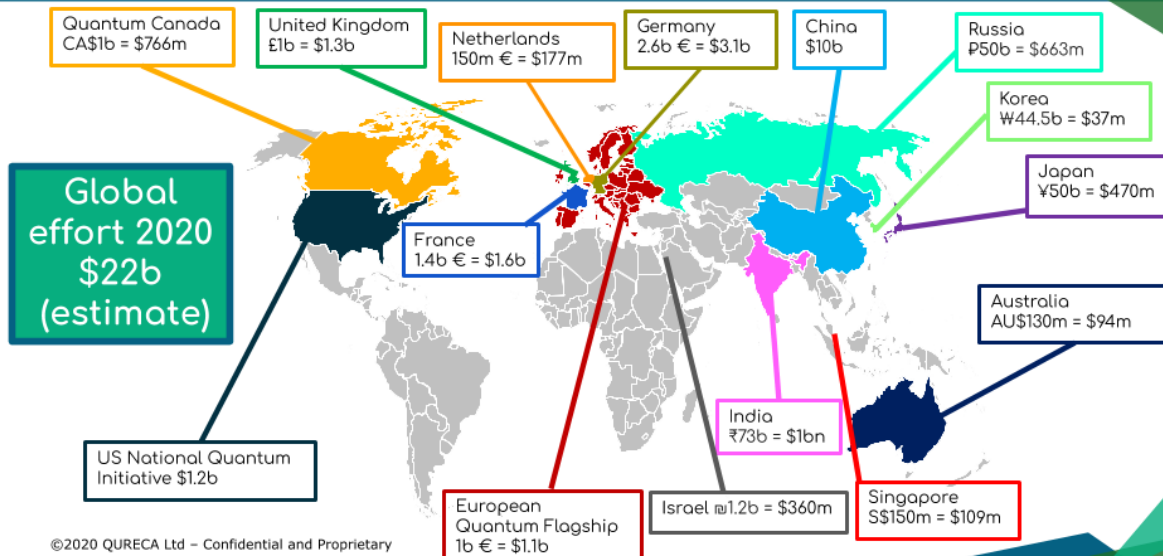 Quantum Canada
CA$1b = $766m
United Kingdom
£1b = $1.3b
Netherlands
150m € = $177m
Germany
2.6b € = $3.1b
China
$10b
Russia
₽50b = $663m
Korea
₩44.5b = $37m
Japan
¥50b = $470m
Global
effort 2020
$22b
(estimate)
France
1.4b € = $1.6b
Australia
AU$130m = $94m
India
₹73b = $1bn
US National Quantum
Initiative $1.2b
European
Quantum Flagship
1b € = $1.1b
Israel ₪1.2b = $360m
Singapore
S$150m = $109m
©2020 QURECA Ltd – Confidential and Proprietary